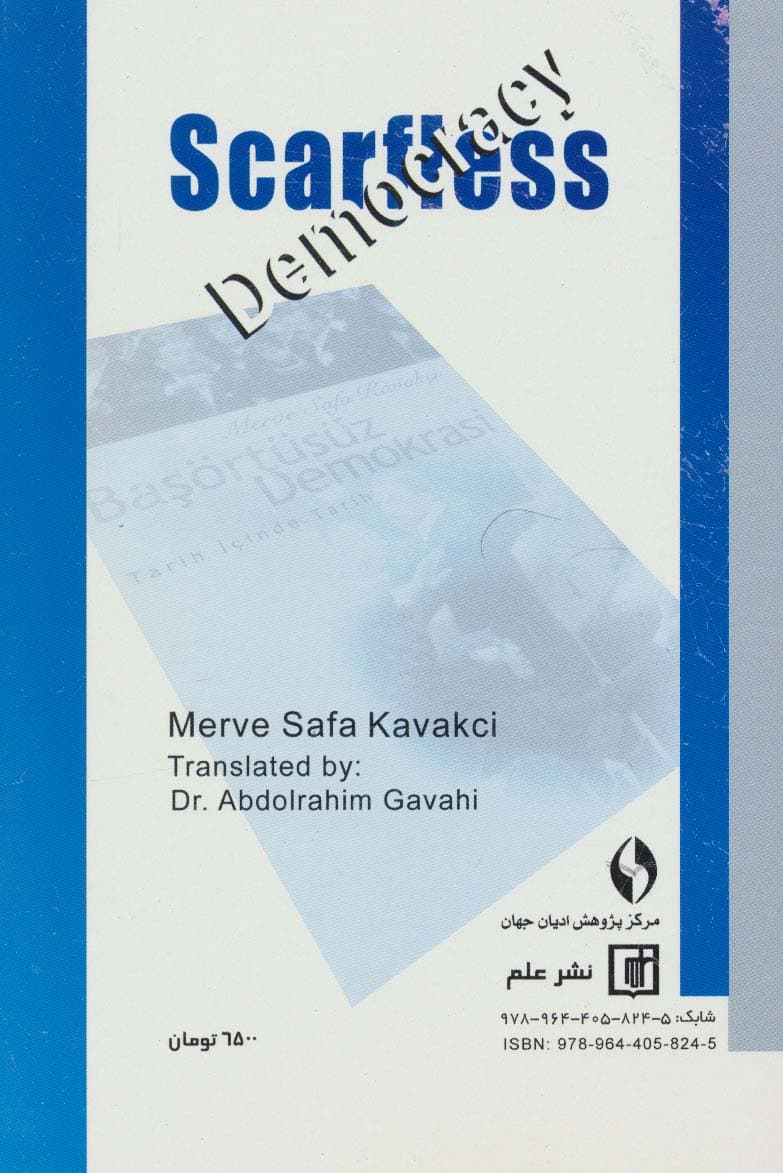 Scarfless
Democracy
Merve Safa Kavakçı
Başörtüsüz
Demokrasi
Tarih İçinde Tarih
Merve Safa Kavakci
Translated by:
Dr. Abdolrahim Gavahi
مرکز پژوهش ادیان جهان
نشر علم
شابک: ۵-۸۲۴-۴۰۵-۹۶۴-۹۷۸
ISBN: 978-964-405-824-5
۶۵۰۰ تومان